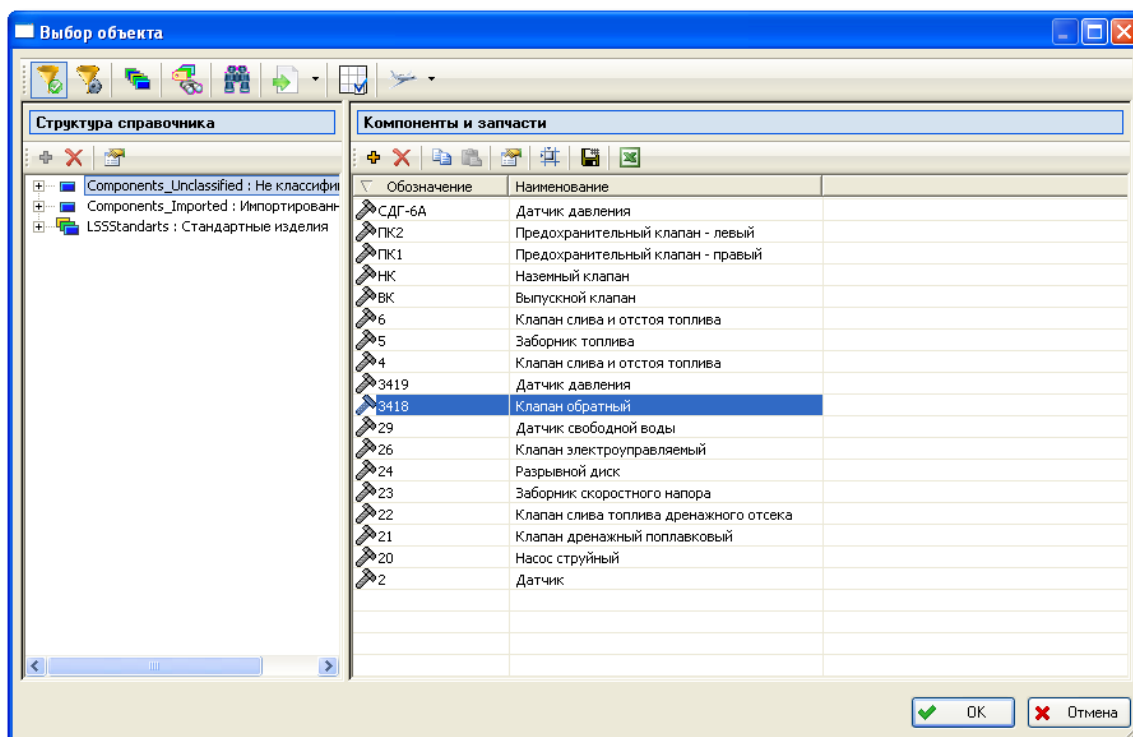 Выбор объекта
Структура справочника
Компоненты и запчасти
Components_Unclassified : Не классифи
Components_Imported : Импортирован
LSSStandarts : Стандартные изделия
Обозначение Наименование
СДГ-6А Датчик давления
ПК2 Предохранительный клапан - левый
ПК1 Предохранительный клапан - правый
НК Наземный клапан
ВК Выпускной клапан
6 Клапан слива и отстоя топлива
5 Заборник топлива
4 Клапан слива и отстоя топлива
3419 Датчик давления
3418 Клапан обратный
29 Датчик свободной воды
26 Клапан электроуправляемый
24 Разрывной диск
23 Заборник скоростного напора
22 Клапан слива топлива дренажного отсека
21 Клапан дренажный поплавковый
20 Насос струйный
2 Датчик
OK Отмена